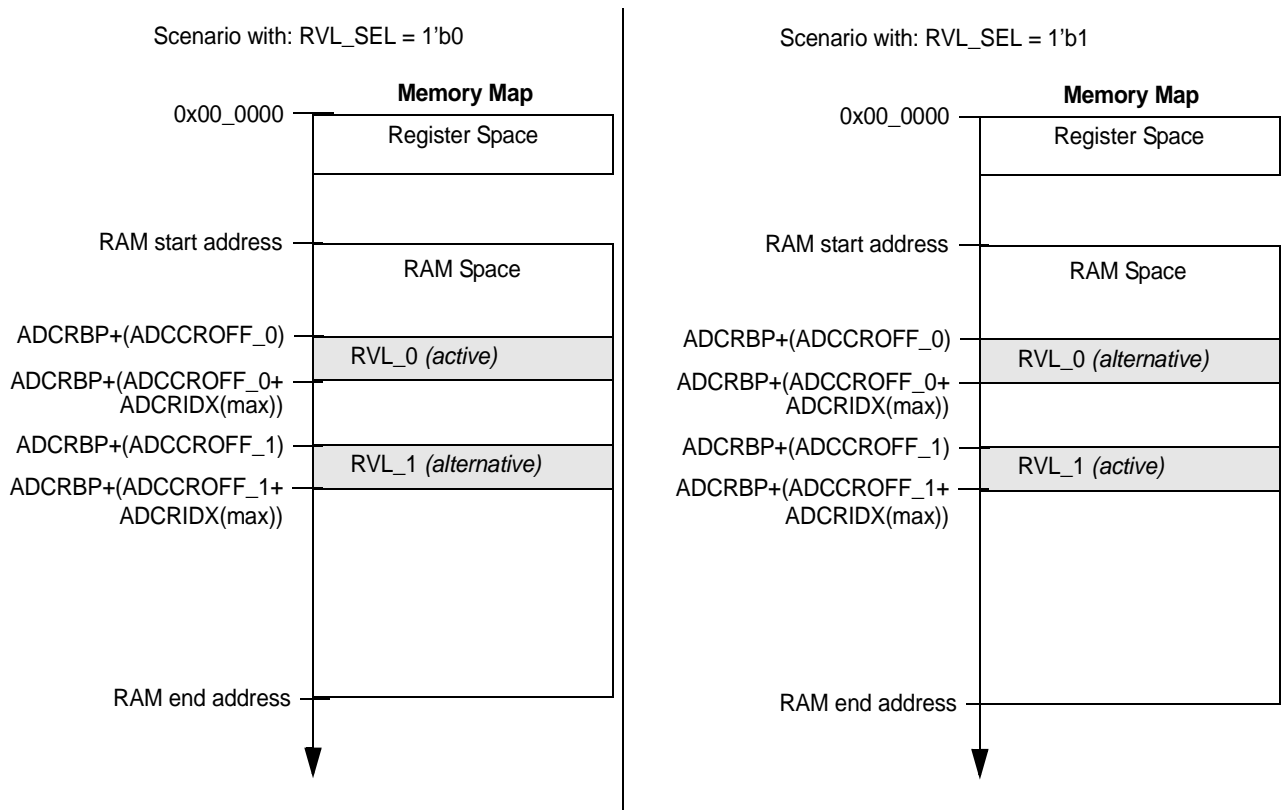 Scenario with: RVL_SEL = 1’b0
Memory Map
0x00_0000
Register Space
RAM start address
RAM Space
ADCRBP+(ADCCROFF_0)
RVL_0 (active)
ADCRBP+(ADCCROFF_0+
ADCRIDX(max))
ADCRBP+(ADCCROFF_1)
RVL_1 (alternative)
ADCRBP+(ADCCROFF_1+
ADCRIDX(max))
RAM end address
Scenario with: RVL_SEL = 1’b1
Memory Map
0x00_0000
Register Space
RAM start address
RAM Space
ADCRBP+(ADCCROFF_0)
RVL_0 (alternative)
ADCRBP+(ADCCROFF_0+
ADCRIDX(max))
ADCRBP+(ADCCROFF_1)
RVL_1 (active)
ADCRBP+(ADCCROFF_1+
ADCRIDX(max))
RAM end address